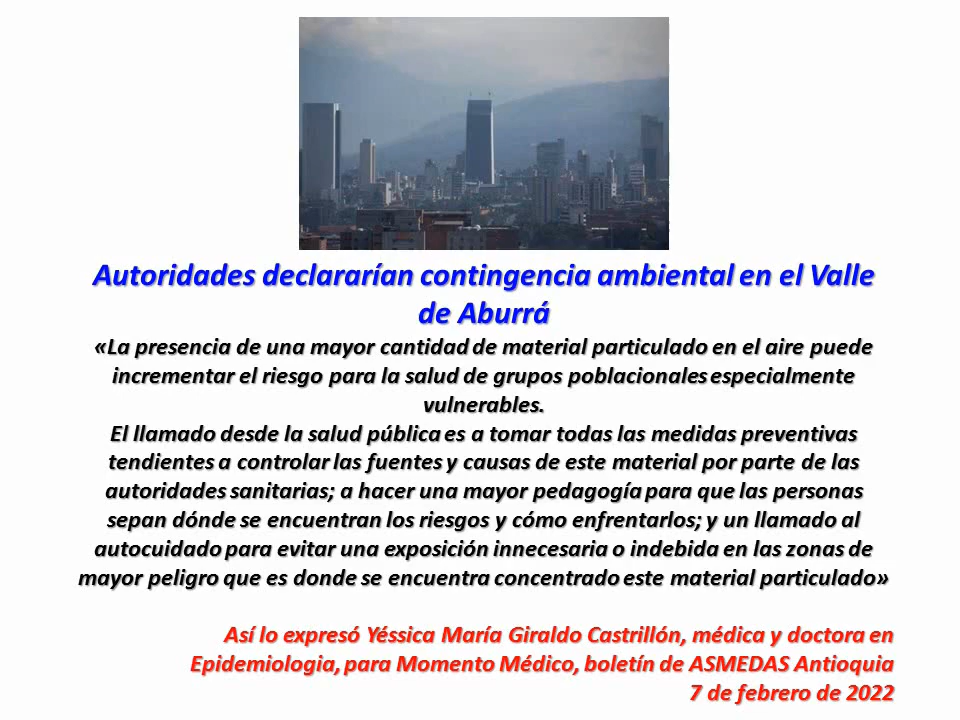 Autoridades declararían contingencia ambiental en el Valle
de Aburrá
«La presencia de una mayor cantidad de material particulado en el aire puede
incrementar el riesgo para la salud de grupos poblacionales especialmente
vulnerables.
El llamado desde la salud pública es a tomar todas las medidas preventivas
tendientes a controlar las fuentes y causas de este material por parte de las
autoridades sanitarias; a hacer una mayor pedagogía para que las personas
sepan dónde se encuentran los riesgos y cómo enfrentarlos; y un llamado al
autocuidado para evitar una exposición innecesaria o indebida en las zonas de
mayor peligro que es donde se encuentra concentrado este material particulado»
Así lo expresó Yéssica María Giraldo Castrillón, médica y doctora en
Epidemiologia, para Momento Médico, boletín de ASMEDAS Antioquia
7 de febrero de 2022